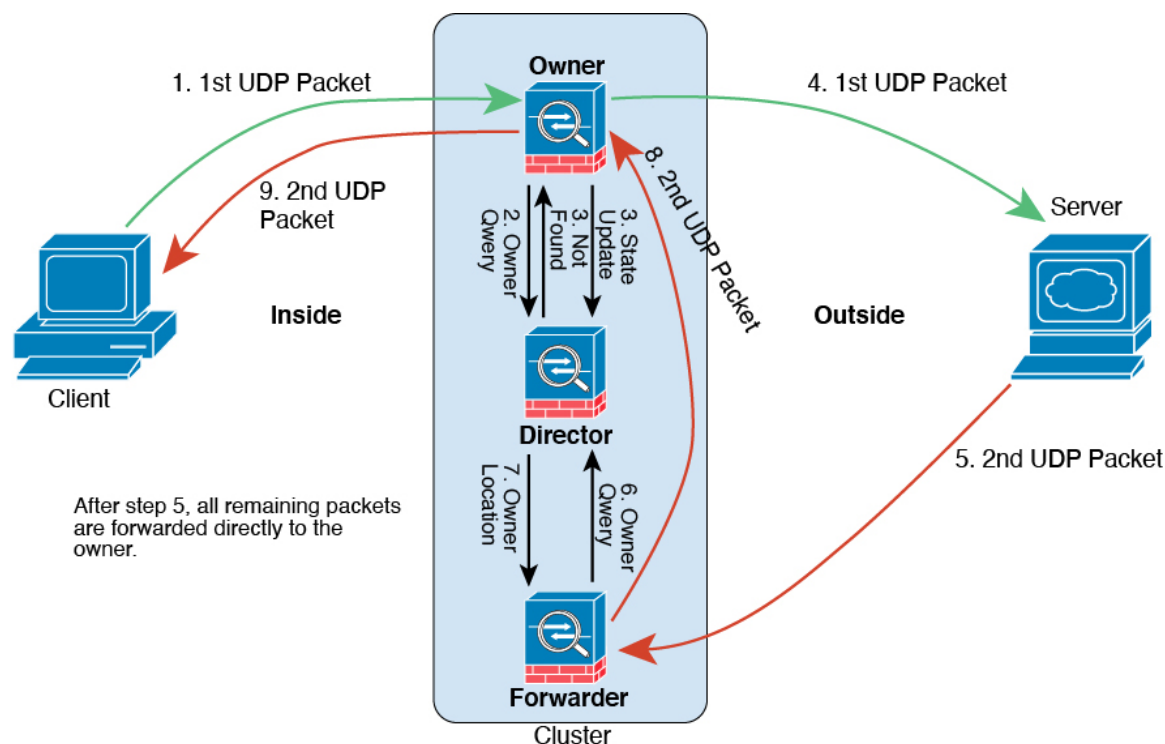 Owner
1. 1st UDP Packet
4. 1st UDP Packet
9. 2nd UDP
Packet
8. 2nd UDP Packet
2. Owner
Qwery
3. Not
Found
3. State
Update
Server
Inside
Outside
Client
Director
5. 2nd UDP Packet
7. Owner
Location
6. Owner
Qwery
After step 5, all remaining packets
are forwarded directly to the
owner.
Forwarder
Cluster